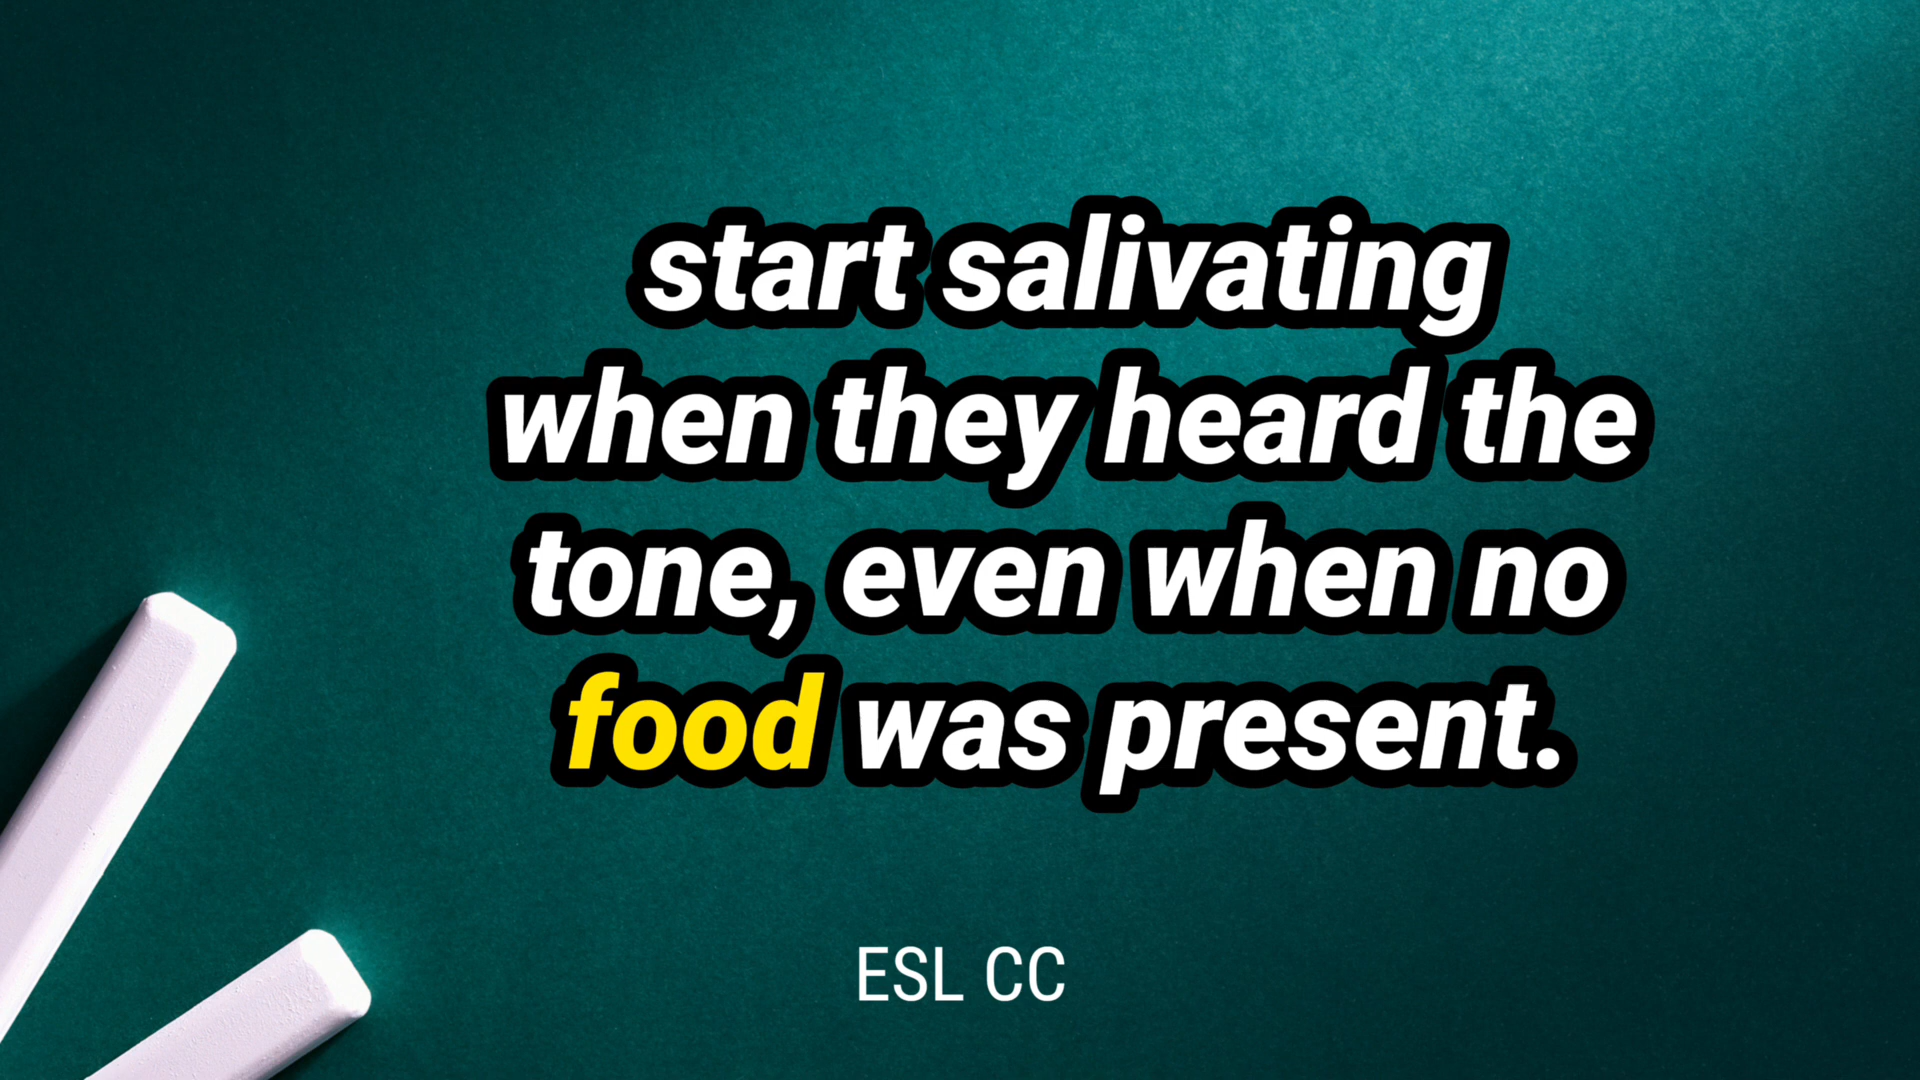 start salivating
when they heard the
tone, even when no
food was present.
ESL CC